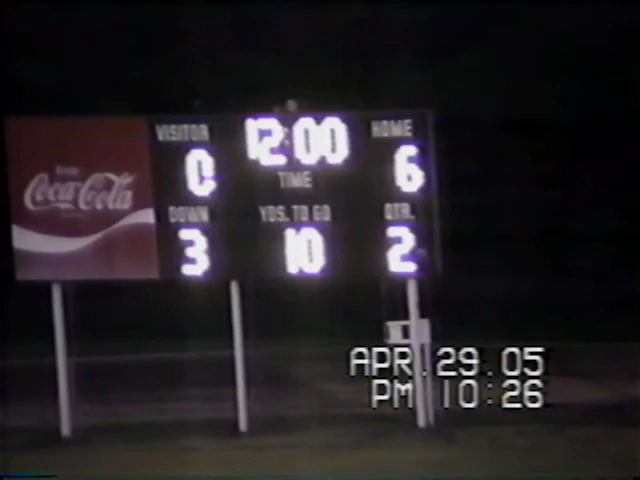 VISITOR 12:00 HOME
0 TIME 6
DOWN YDS. TO GO QTR.
3 10 2
Coca-Cola
APR.29.05
PM 10:26